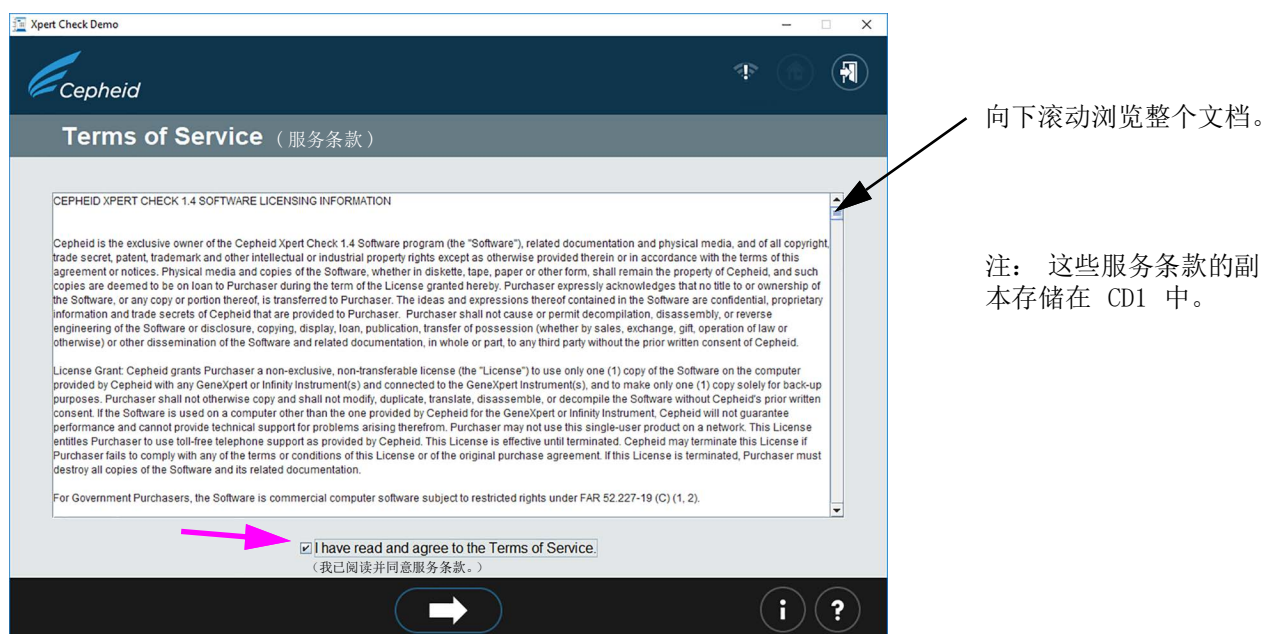 Xpert Check Demo
Cepheid
Terms of Service （服务条款）
CEPHEID XPERT CHECK 1.4 SOFTWARE LICENSING INFORMATION
Cepheid is the exclusive owner of the Cepheid Xpert Check 1.4 Software program (the "Software"), related documentation and physical media, and of all copyright,
trade secret, patent, trademark and other intellectual or industrial property rights except as otherwise provided therein or in accordance with the terms of this
agreement or notices. Physical media and copies of the Software, whether in diskette, tape, paper or other form, shall remain the property of Cepheid, and such
copies are deemed to be on loan to Purchaser during the term of the License granted hereby. Purchaser expressly acknowledges that no title to or ownership of
the Software, or any copy or portion thereof, is transferred to Purchaser. The ideas and expressions thereof contained in the Software are confidential, proprietary
information and trade secrets of Cepheid that are provided to Purchaser. Purchaser shall not cause or permit decompilation, disassembly, or reverse
engineering of the Software or disclosure, copying, display, loan, publication, transfer of possession (whether by sales, exchange, gift, operation of law or
otherwise) or other dissemination of the Software and related documentation, in whole or part, to any third party without the prior written consent of Cepheid.
License Grant: Cepheid grants Purchaser a non-exclusive, non-transferable license (the "License") to use only one (1) copy of the Software on the computer
provided by Cepheid with any GeneXpert or Infinity Instrument(s) and connected to the GeneXpert Instrument(s), and to make only one (1) copy solely for back-up
purposes. Purchaser shall not otherwise copy and shall not modify, duplicate, translate, disassemble, or decompile the Software without Cepheid's prior written
consent. If the Software is used on a computer other than the one provided by Cepheid for the GeneXpert or Infinity Instrument, Cepheid will not guarantee
performance and cannot provide technical support for problems arising therefrom. Purchaser may not use this single-user product on a network. This License
entitles Purchaser to use toll-free telephone support as provided by Cepheid. This License is effective until terminated. Cepheid may terminate this License if
Purchaser fails to comply with any of the terms or conditions of this License or of the original purchase agreement. If this License is terminated, Purchaser must
destroy all copies of the Software and its related documentation.
For Government Purchasers, the Software is commercial computer software subject to restricted rights under FAR 52.227-19 (C) (1, 2).
I have read and agree to the Terms of Service.
（我已阅读并同意服务条款。）
i ?
向下滚动浏览整个文档。
注： 这些服务条款的副
本存储在 CD1 中。